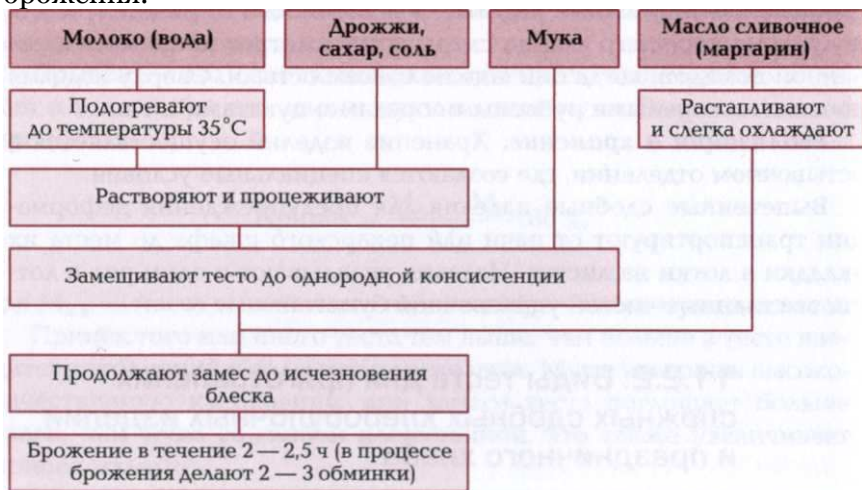 Молоко (вода)
Дрожжи,
сахар, соль
Мука
Масло сливочное
(маргарин)
Подогревают
до температуры 35°С
Растапливают
и слегка охлаждают
Растворяют и процеживают
Замешивают тесто до однородной консистенции
Продолжают замес до исчезновения
блеска
Брожение в течение 2 — 2,5 ч (в процессе
брожения делают 2 — 3 обминки)